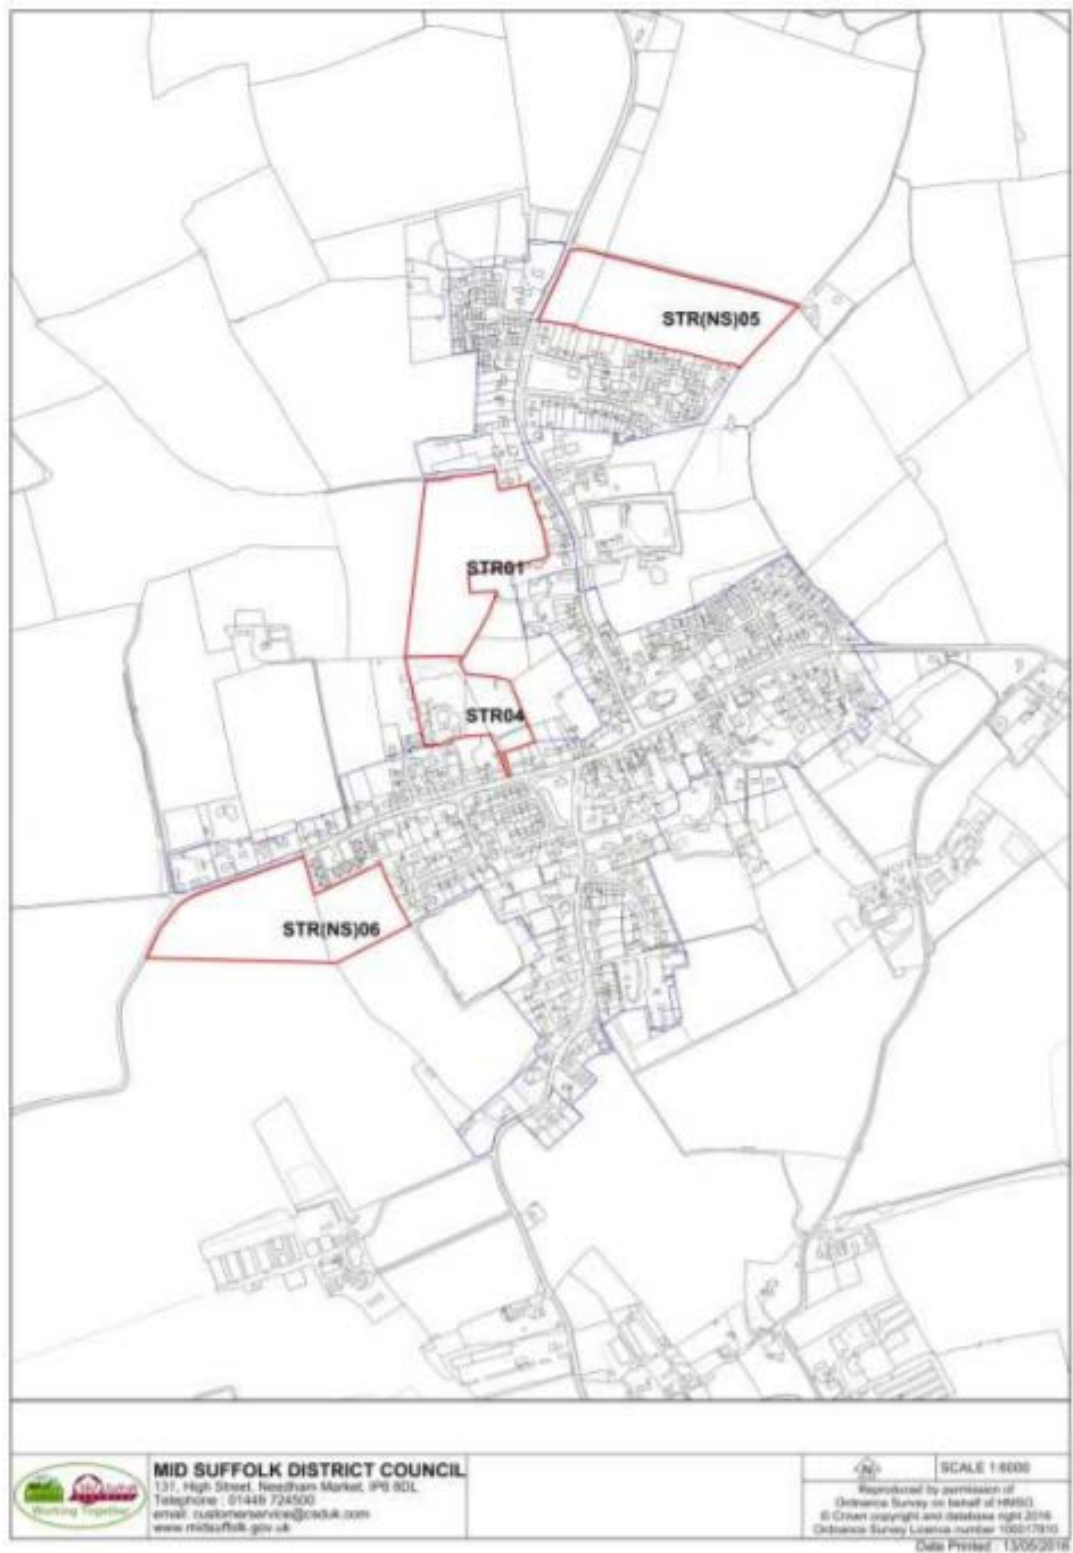 STR(NS)05
STR01
STR04
STR(NS)06
MID SUFFOLK DISTRICT COUNCIL
131, High Street, Needham Market, IP6 8DL
Telephone : 01449 724500
email: customerservice@csduk.com
www.midsuffolk.gov.uk
Working Together
N
SCALE 1:6000
Reproduced by permission of
Ordnance Survey on behalf of HMSO.
© Crown copyright and database right 2016
Ordnance Survey Licence number 100017810
Date Printed : 13/05/2016